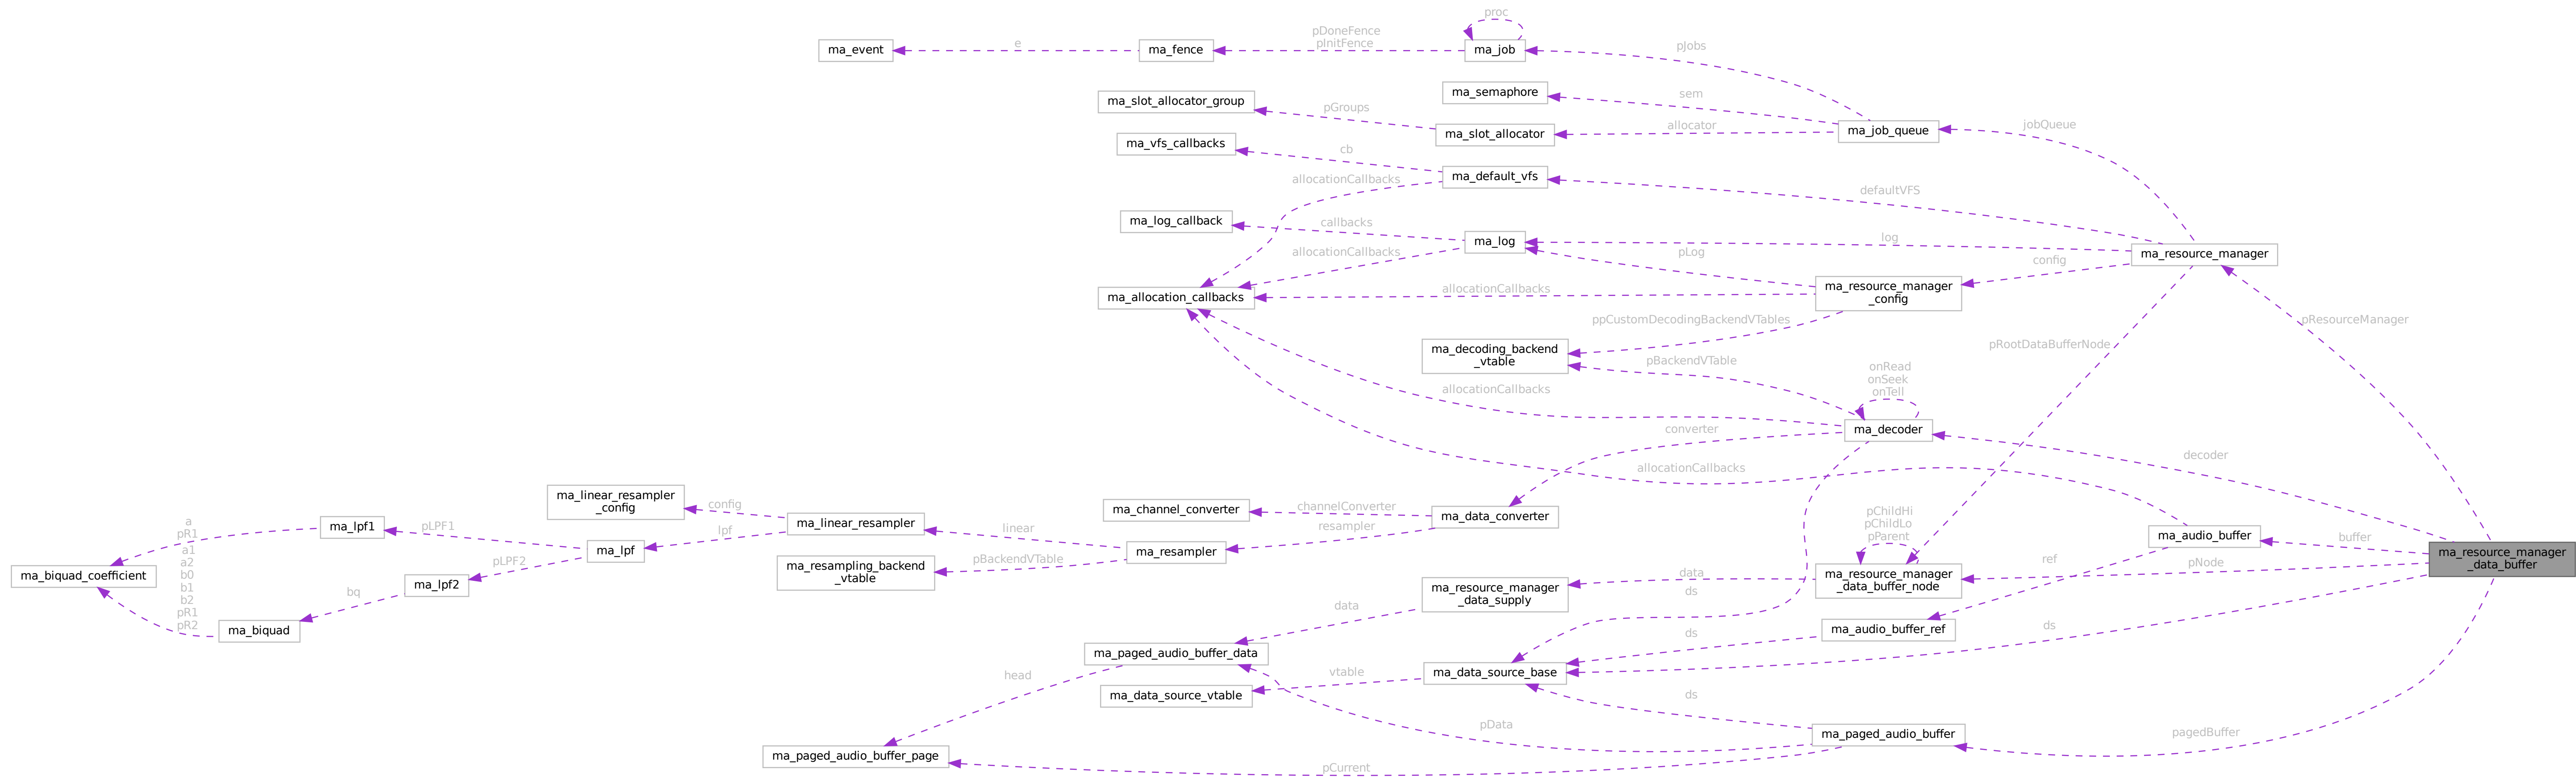 proc
ma_event
e
ma_fence
pDoneFence
pInitFence
ma_job
pJobs
ma_slot_allocator_group
pGroups
ma_semaphore
sem
ma_slot_allocator
allocator
ma_job_queue
jobQueue
ma_vfs_callbacks
cb
ma_default_vfs
defaultVFS
allocationCallbacks
ma_log_callback
callbacks
ma_log
log
pLog
allocationCallbacks
ma_resource_manager
config
ma_allocation_callbacks
allocationCallbacks
ma_resource_manager
_config
ppCustomDecodingBackendVTables
pResourceManager
pRootDataBufferNode
ma_decoding_backend
_vtable
pBackendVTable
onRead
onSeek
onTell
allocationCallbacks
ma_decoder
converter
decoder
allocationCallbacks
ma_linear_resampler
_config
config
ma_channel_converter
channelConverter
ma_data_converter
resampler
ma_linear_resampler
linear
ma_resampler
lpf
ma_lpf
pLPF1
ma_lpf1
a
pR1
ma_resampling_backend
_vtable
pBackendVTable
pLPF2
ma_lpf2
ma_biquad_coefficient
a1
a2
b0
b1
b2
pR1
pR2
bq
ma_biquad
pChildHi
pChildLo
pParent
ma_resource_manager
_data_buffer_node
ma_audio_buffer
buffer
ma_resource_manager
_data_buffer
pNode
ref
data
ds
ma_resource_manager
_data_supply
data
ma_audio_buffer_ref
ds
ds
ma_paged_audio_buffer_data
head
ma_data_source_base
vtable
ma_data_source_vtable
ds
pData
ma_paged_audio_buffer
pagedBuffer
ma_paged_audio_buffer_page
pCurrent